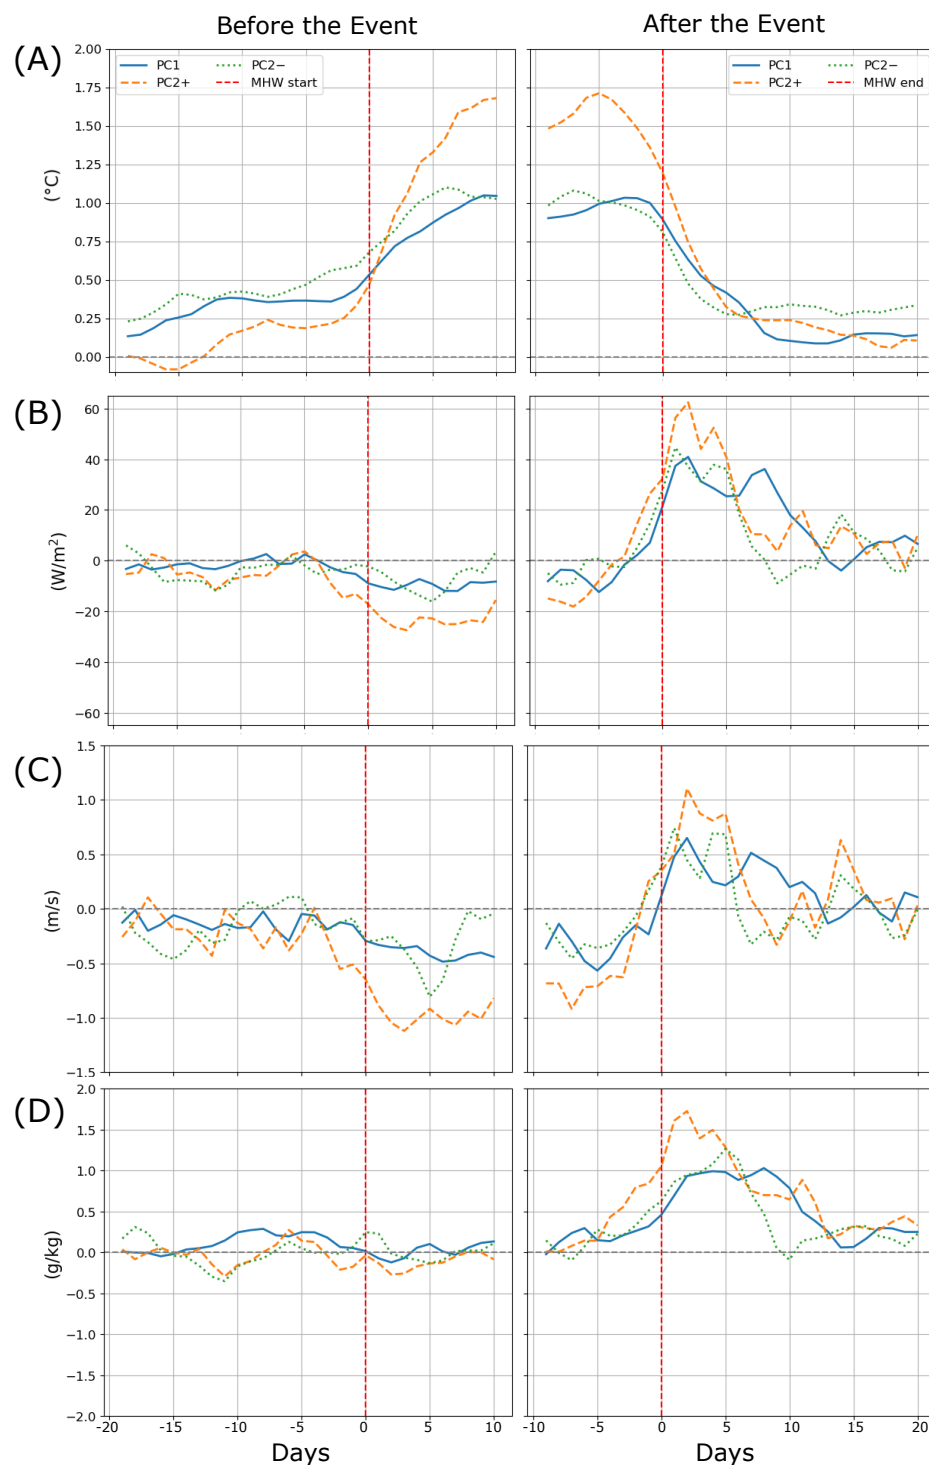 Before the Event
After the Event
(A)
2.00
1.75
1.50
1.25
1.00
0.75
0.50
0.25
0.00
(°C)
PC1
PC2+
PC2−
MHW start
PC1
PC2+
PC2−
MHW end
(B)
60
40
20
0
−20
−40
−60
(W/m²)
(C)
1.5
1.0
0.5
0.0
−0.5
−1.0
−1.5
(m/s)
(D)
2.0
1.5
1.0
0.5
0.0
−0.5
−1.0
−1.5
−2.0
(g/kg)
-20 -15 -10 -5 0 5 10
-10 -5 0 5 10 15 20
Days
Days